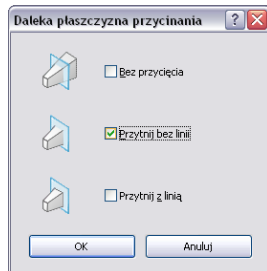 Daleka płaszczyzna przycinania
Bez przycięcia
Przytnij bez linii
Przytnij z linią
OK
Anuluj